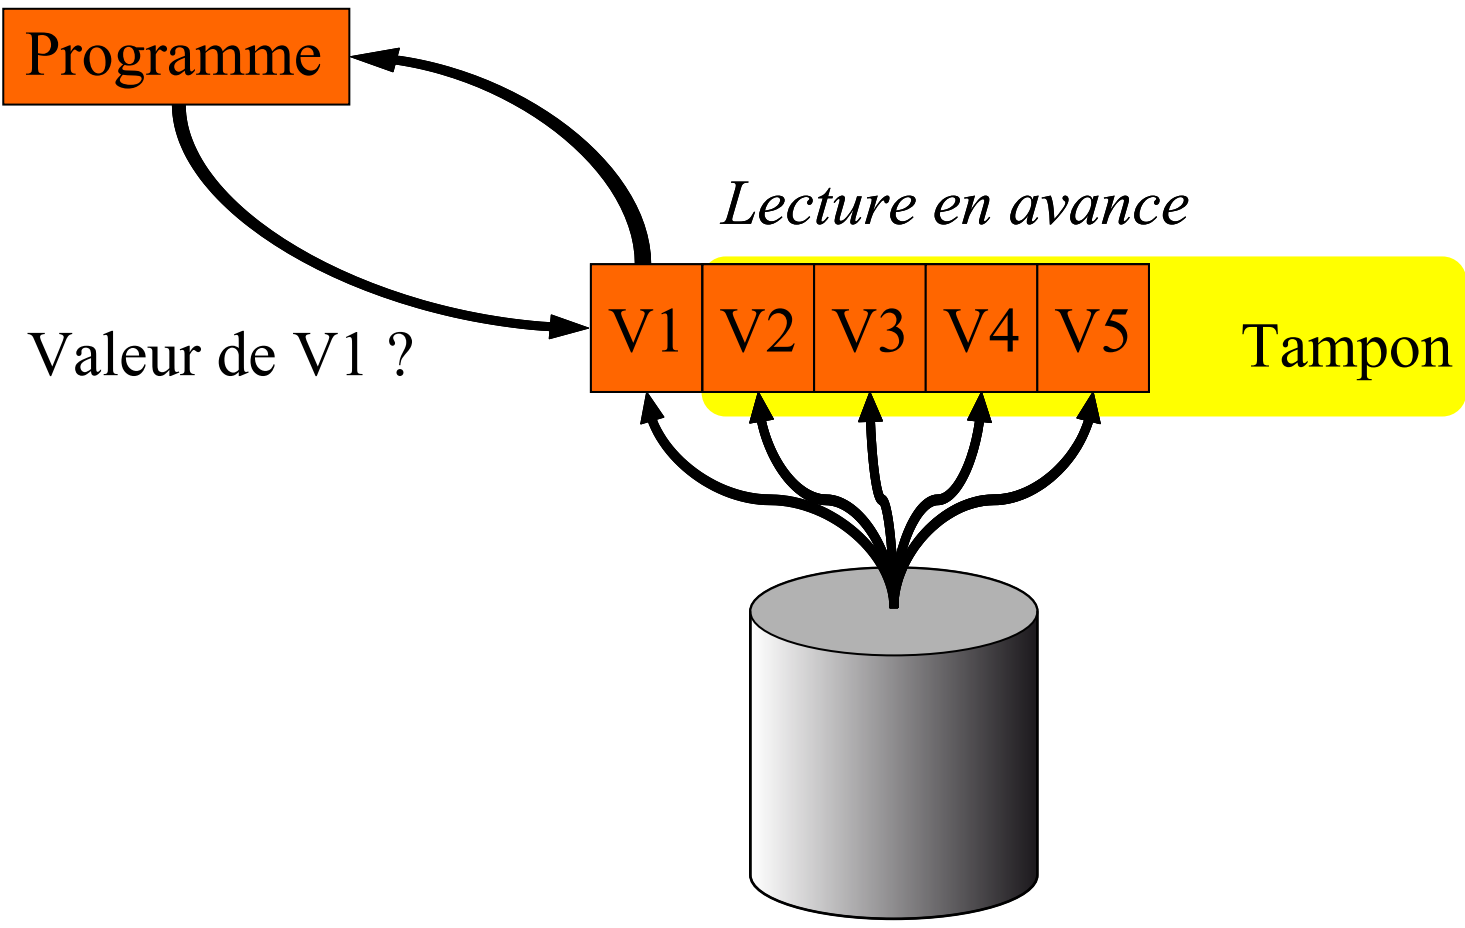 Programme
Lecture en avance
Valeur de V1 ?
V1 V2 V3 V4 V5
Tampon